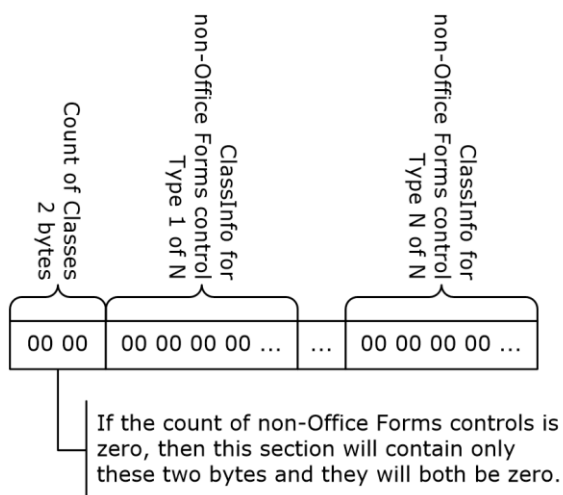 Count of Classes
2 bytes
ClassInfo for
non-Office Forms control
Type 1 of N
ClassInfo for
non-Office Forms control
Type N of N
00 00
00 00 00 00 ...
...
00 00 00 00 ...
If the count of non-Office Forms controls is
zero, then this section will contain only
these two bytes and they will both be zero.